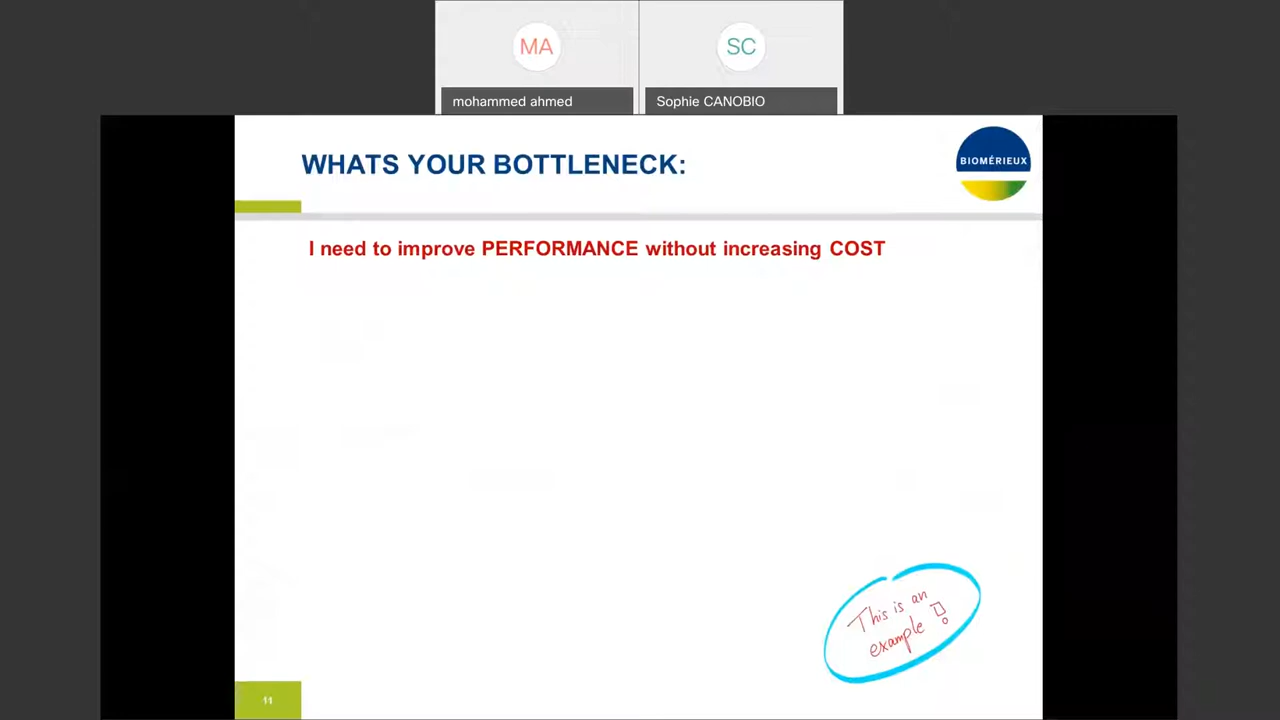 MA
SC
mohammed ahmed
Sophie CANOBIO
WHATS YOUR BOTTLENECK:
BIOMÉRIEUX
I need to improve PERFORMANCE without increasing COST
This is an
example !
11